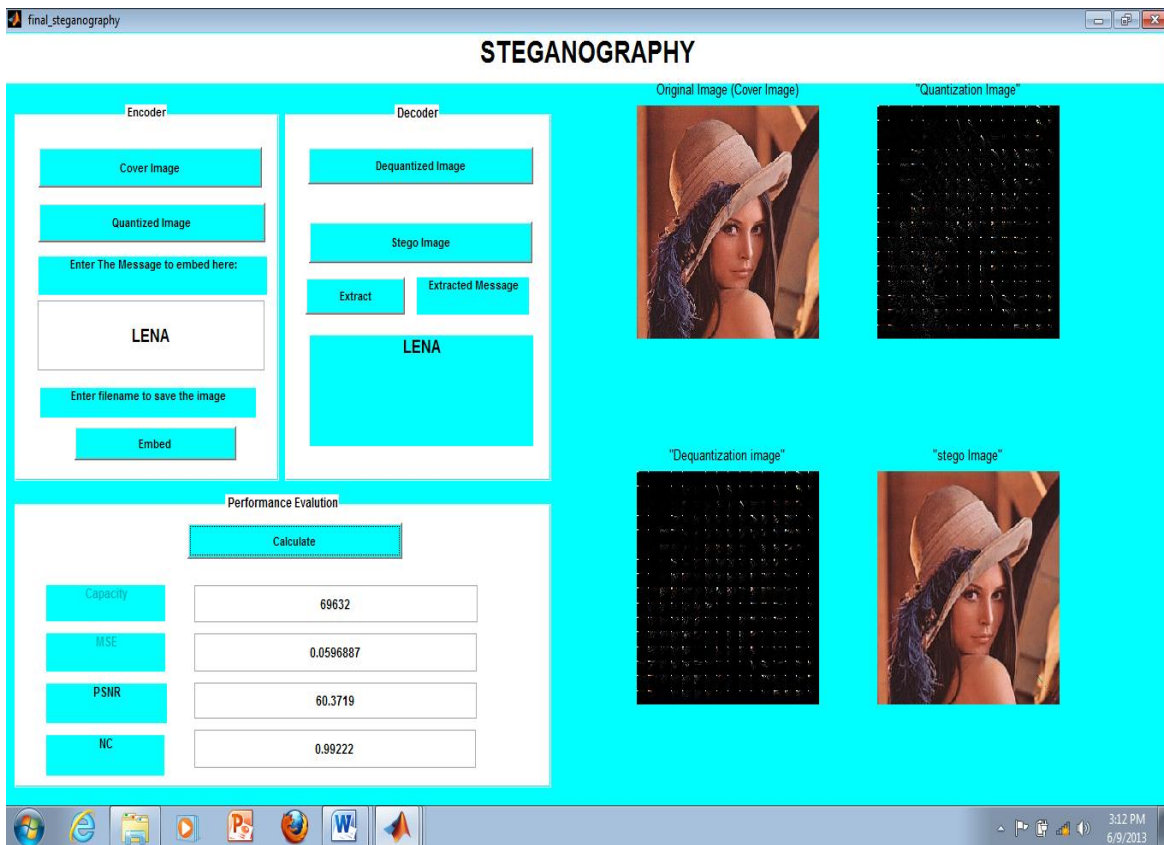 final_steganography
STEGANOGRAPHY
Encoder
Cover Image
Quantized Image
Enter The Message to embed here:
LENA
Enter filename to save the image
Embed
Decoder
Dequantized Image
Stego Image
Extract
Extracted Message
LENA
Performance Evalution
Calculate
Capacity
69632
MSE
0.0596887
PSNR
60.3719
NC
0.99222
Original Image (Cover Image)
"Quantization Image"
"Dequantization image"
"stego Image"
3:12 PM
6/9/2013